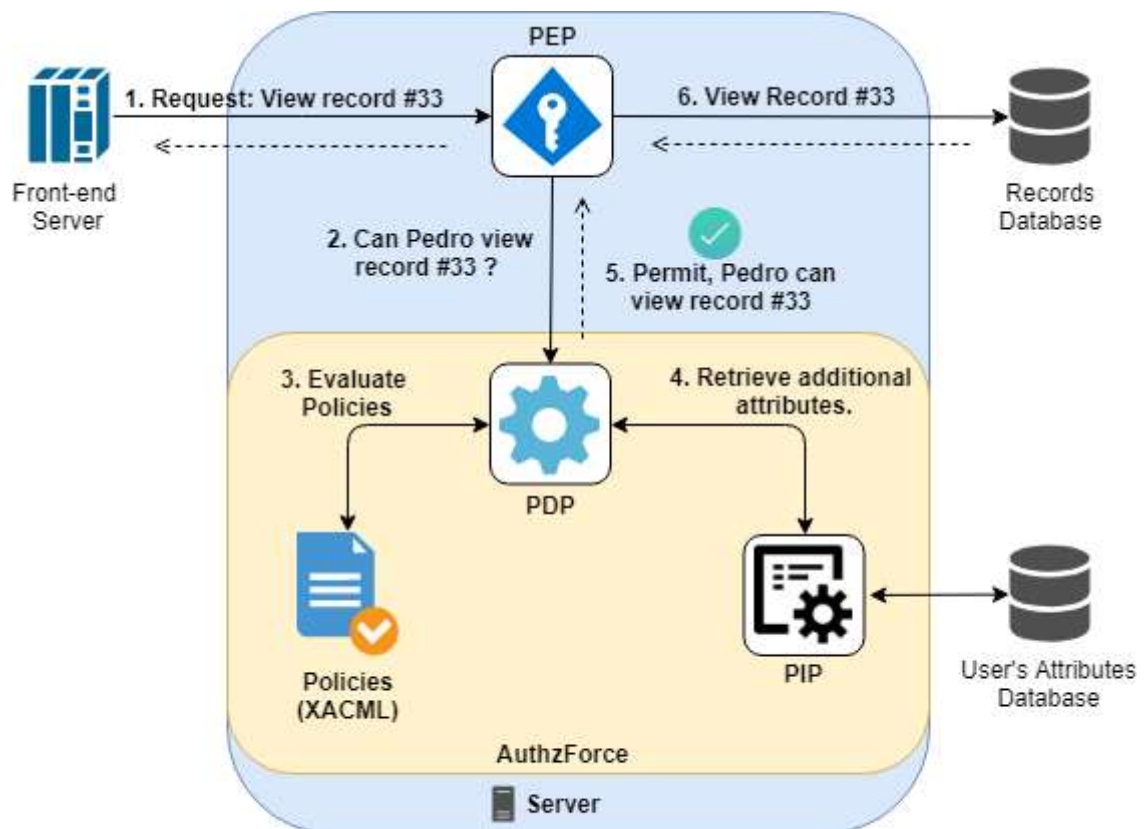 PEP
1. Request: View record #33
6. View Record #33
Front-end
Server
Records
Database
2. Can Pedro view
record #33 ?
5. Permit, Pedro can
view record #33
3. Evaluate
Policies
4. Retrieve additional
attributes.
PDP
Policies
(XACML)
PIP
User's Attributes
Database
AuthzForce
Server